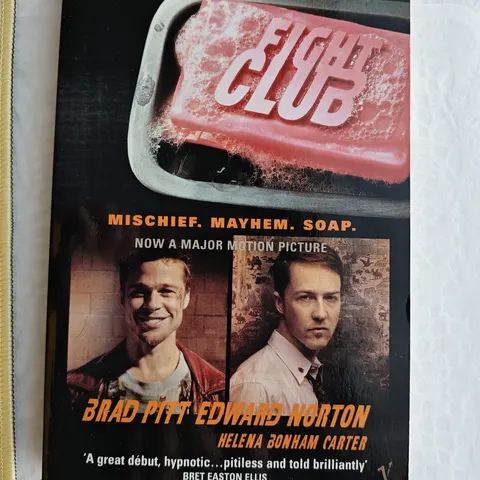 FIGHT
CLUB
MISCHIEF. MAYHEM. SOAP.
NOW A MAJOR MOTION PICTURE
BRAD PITT EDWARD NORTON
HELENA BONHAM CARTER
'A great début, hypnotic...pitiless and told brilliantly'
BRET EASTON ELLIS
V